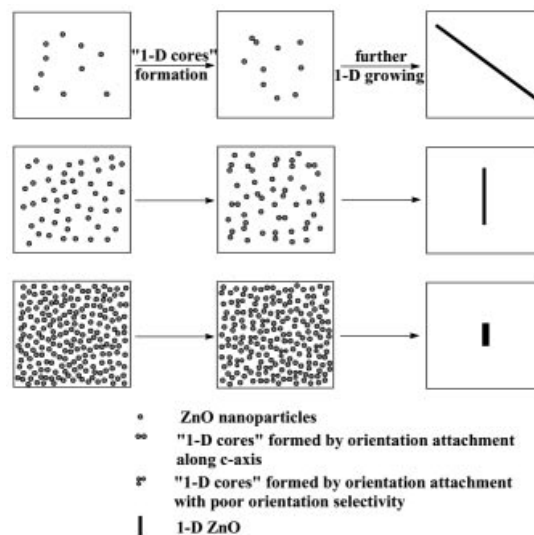 "1-D cores"
formation
further
1-D growing
ZnO nanoparticles
"1-D cores" formed by orientation attachment
along c-axis
"1-D cores" formed by orientation attachment
with poor orientation selectivity
1-D ZnO